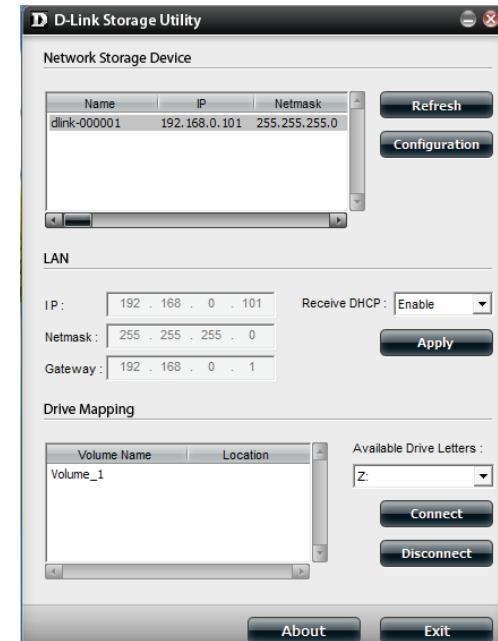 D D-Link Storage Utility
Network Storage Device
Name IP Netmask
dlink-000001 192.168.0.101 255.255.255.0
Refresh
Configuration
LAN
IP : 192 . 168 . 0 . 101
Receive DHCP : Enable
Netmask : 255 . 255 . 255 . 0
Apply
Gateway : 192 . 168 . 0 . 1
Drive Mapping
Volume Name Location
Volume_1
Available Drive Letters :
Z:
Connect
Disconnect
About Exit